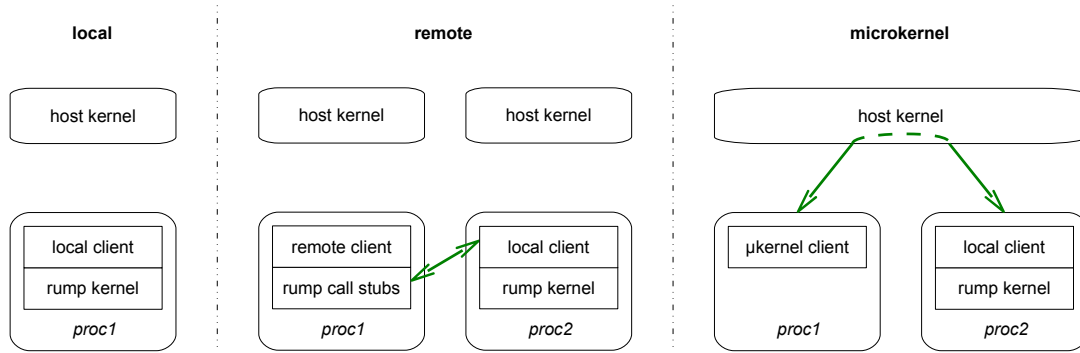 local
remote
microkernel
host kernel
host kernel
host kernel
host kernel
local client
rump kernel
proc1
remote client
rump call stubs
proc1
local client
rump kernel
proc2
µkernel client
proc1
local client
rump kernel
proc2